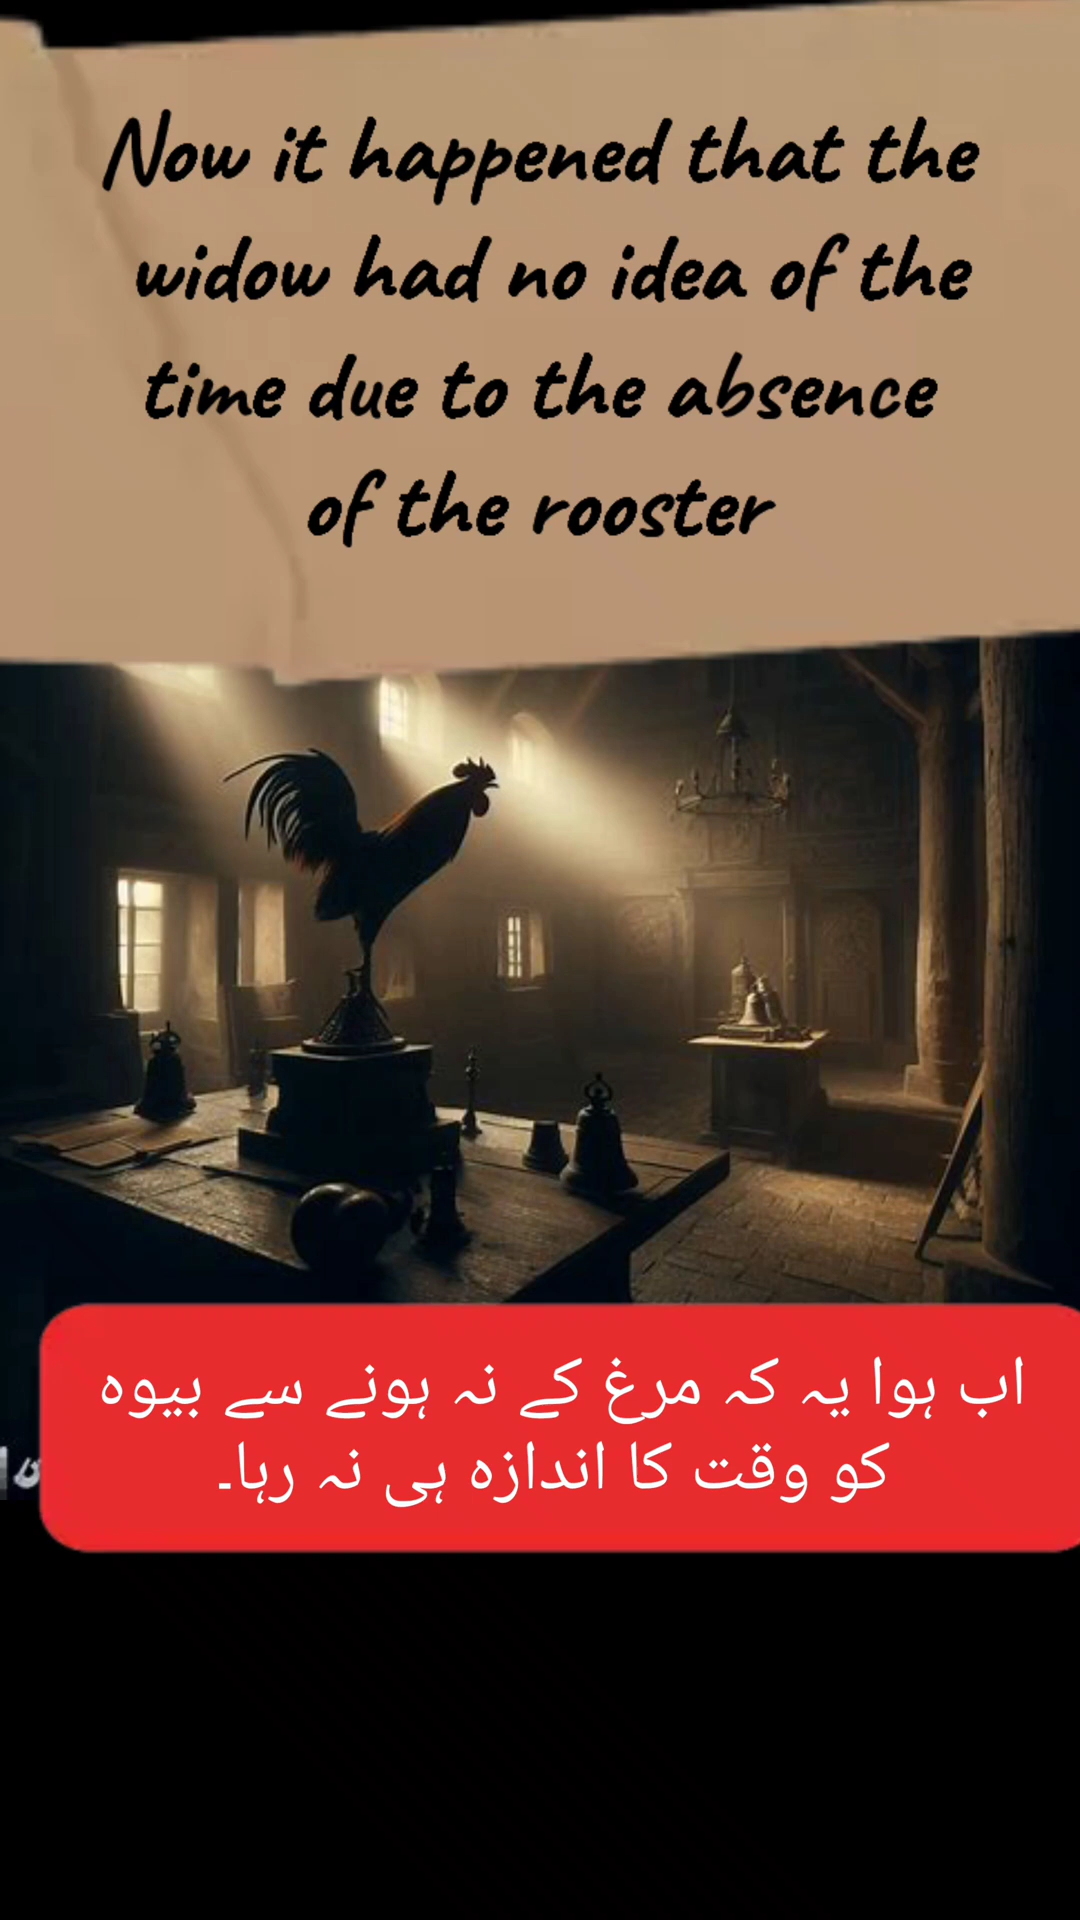 Now it happened that the
widow had no idea of the
time due to the absence
of the rooster
اب ہوا یہ کہ مرغ کے نہ ہونے سے بیوہ
کو وقت کا اندازہ ہی نہ رہا۔